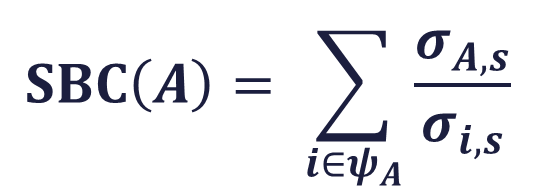 SBC(A) = ∑_{i∈ψ_A} σ_{A,s} / σ_{i,s}